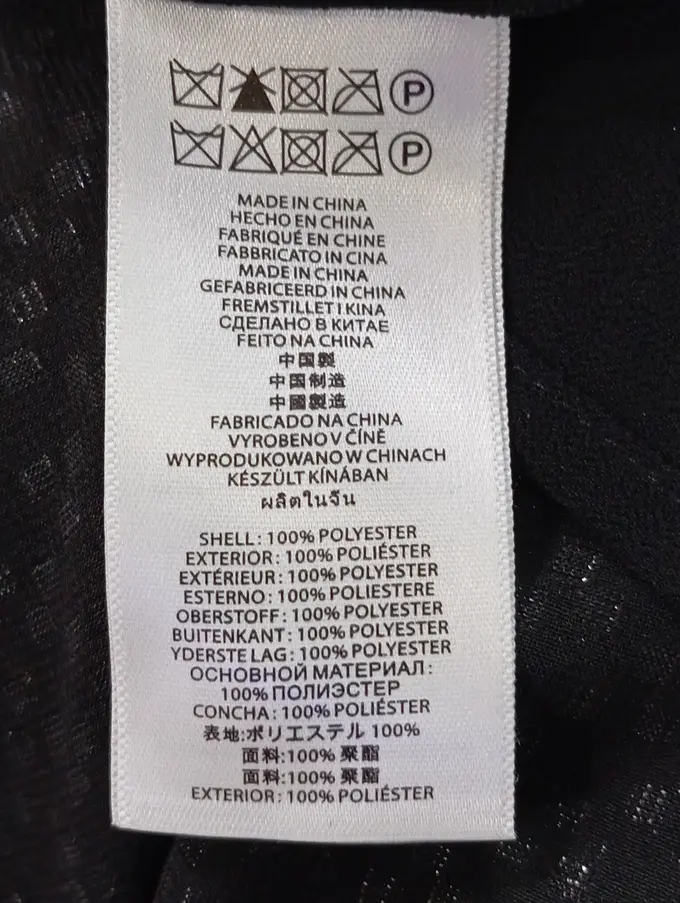 P
P
MADE IN CHINA
HECHO EN CHINA
FABRIQUÉ EN CHINE
FABBRICATO IN CINA
MADE IN CHINA
GEFABRICEERD IN CHINA
FREMSTILLET I KINA
СДЕЛАНО В КИТАЕ
FEITO NA CHINA
中国製
中国制造
中國製造
FABRICADO NA CHINA
VYROBENO V ČÍNĚ
WYPRODUKOWANO W CHINACH
KÉSZÜLT KÍNÁBAN
ผลิตในจีน
SHELL: 100% POLYESTER
EXTERIOR: 100% POLIÉSTER
EXTÉRIEUR: 100% POLYESTER
ESTERNO: 100% POLIESTERE
OBERSTOFF: 100% POLYESTER
BUITENKANT: 100% POLYESTER
YDERSTE LAG: 100% POLYESTER
ОСНОВНОЙ МАТЕРИАЛ:
100% ПОЛИЭСТЕР
CONCHA: 100% POLIÉSTER
表地:ポリエステル 100%
面料:100% 聚酯
面料:100% 聚酯
EXTERIOR: 100% POLIÉSTER